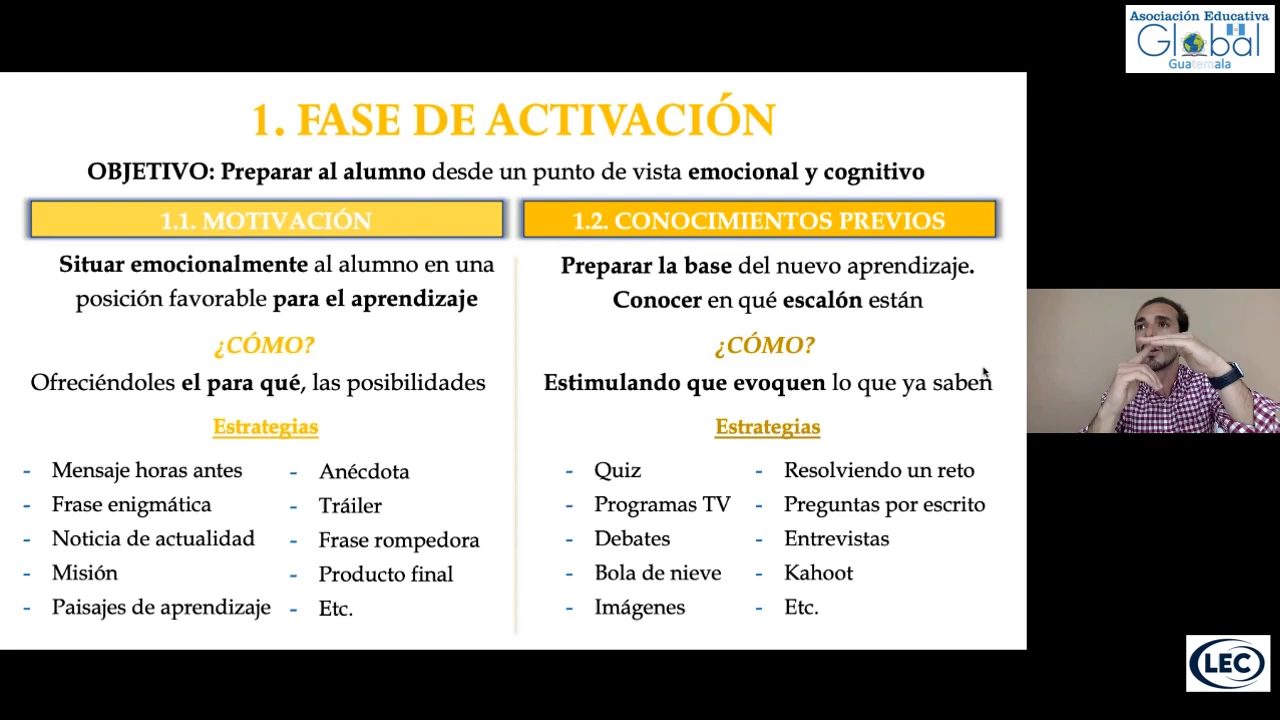 Asociación Educativa
Global
Guatemala
1. FASE DE ACTIVACIÓN
OBJETIVO: Preparar al alumno desde un punto de vista emocional y cognitivo
1.1. MOTIVACIÓN
Situar emocionalmente al alumno en una
posición favorable para el aprendizaje
¿CÓMO?
Ofreciéndoles el para qué, las posibilidades
Estrategias
- Mensaje horas antes
- Frase enigmática
- Noticia de actualidad
- Misión
- Paisajes de aprendizaje
- Anécdota
- Tráiler
- Frase rompedora
- Producto final
- Etc.
1.2. CONOCIMIENTOS PREVIOS
Preparar la base del nuevo aprendizaje.
Conocer en qué escalón están
¿CÓMO?
Estimulando que evoquen lo que ya saben
Estrategias
- Quiz
- Programas TV
- Debates
- Bola de nieve
- Imágenes
- Resolviendo un reto
- Preguntas por escrito
- Entrevistas
- Kahoot
- Etc.
LEC